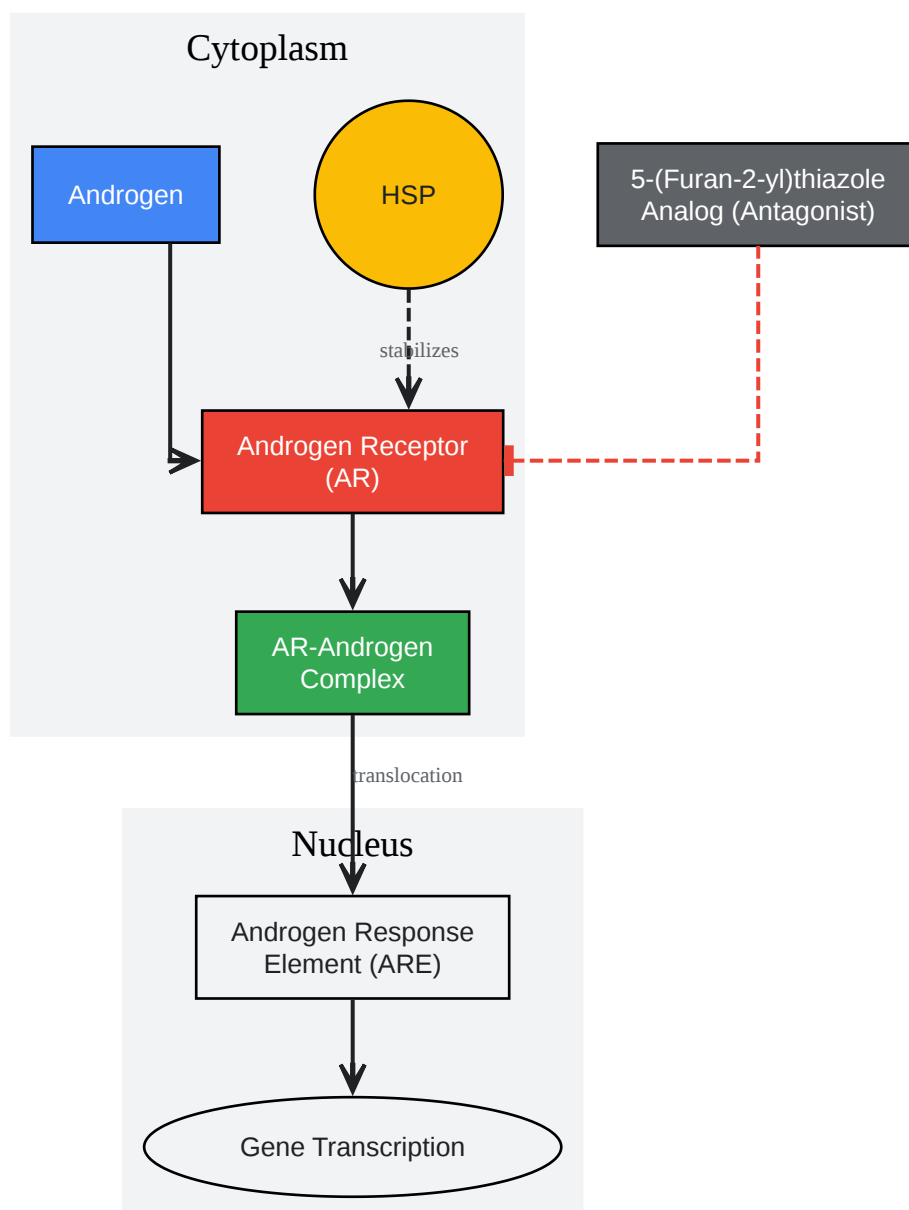 Cytoplasm
Androgen
HSP
5-(Furan-2-yl)thiazole
Analog (Antagonist)
stabilizes
Androgen Receptor
(AR)
AR-Androgen
Complex
translocation
Nucleus
Androgen Response
Element (ARE)
Gene Transcription